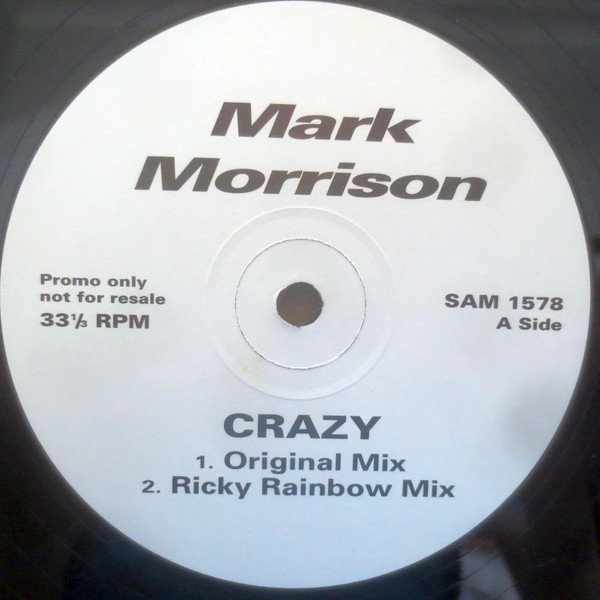 Mark
Morrison
Promo only
not for resale
33⅓ RPM
SAM 1578
A Side
CRAZY
1. Original Mix
2. Ricky Rainbow Mix